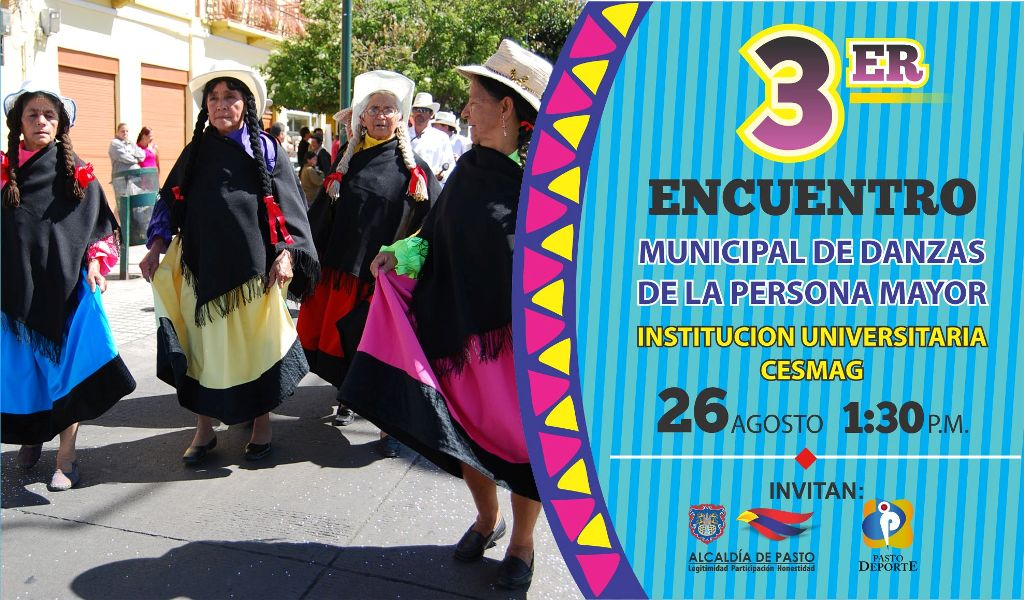 3ER
ENCUENTRO
MUNICIPAL DE DANZAS
DE LA PERSONA MAYOR
INSTITUCION UNIVERSITARIA
CESMAG
26 AGOSTO 1:30 P.M.
INVITAN:
ALCALDÍA DE PASTO
Legitimidad Participación Honestidad
PASTO
DEPORTE